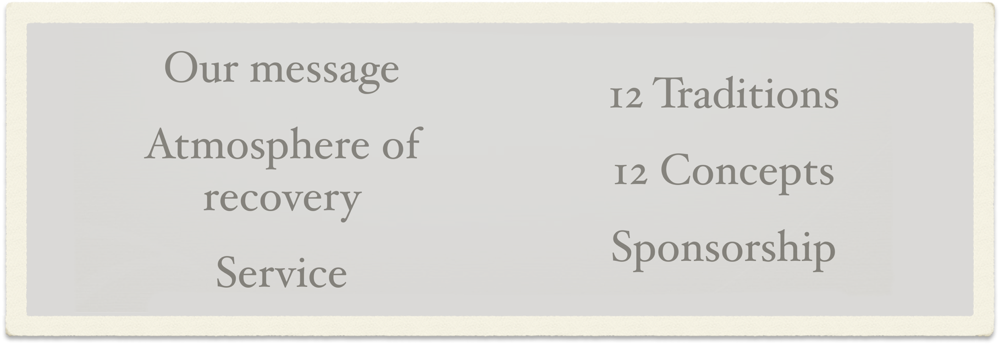 Our message
Atmosphere of
recovery
Service
12 Traditions
12 Concepts
Sponsorship